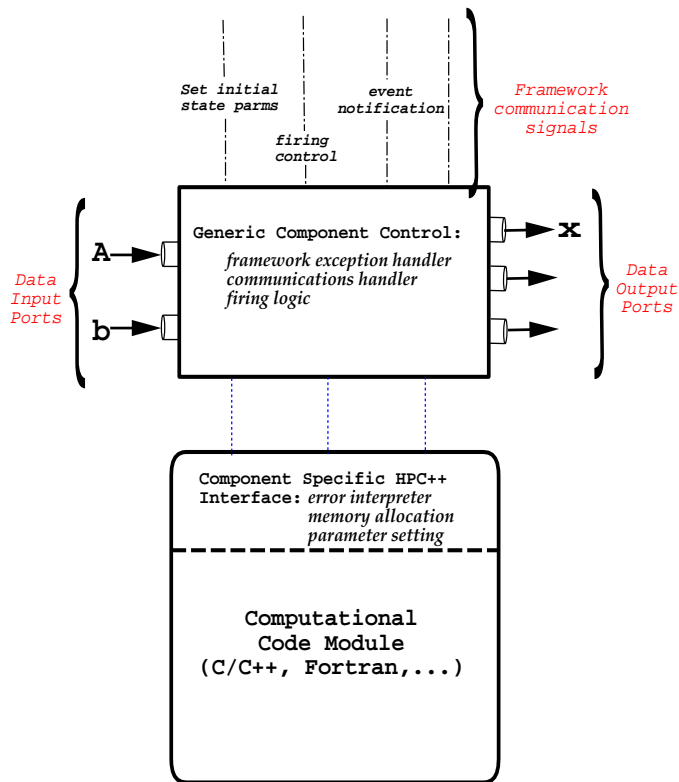 Set initial
state parms
firing
control
event
notification
Framework
communication
signals
Generic Component Control:
framework exception handler
communications handler
firing logic
A
b
Data
Input
Ports
x
Data
Output
Ports
Component Specific HPC++
Interface: error interpreter
memory allocation
parameter setting
Computational
Code Module
(C/C++, Fortran,...)